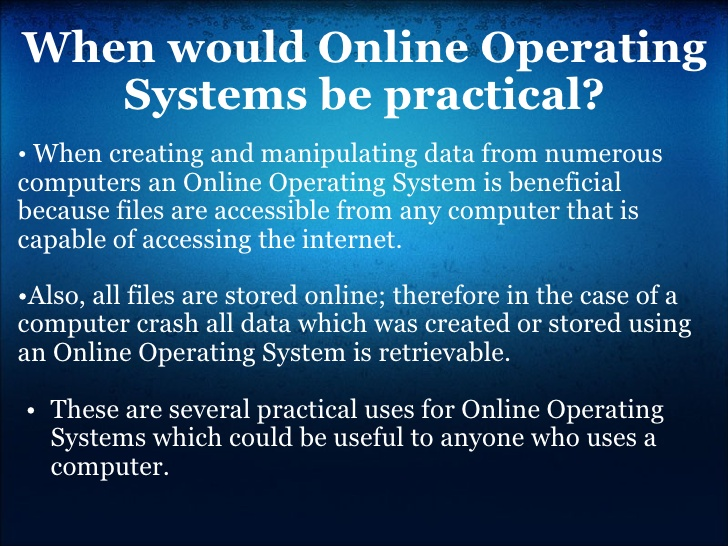 When would Online Operating
Systems be practical?
• When creating and manipulating data from numerous
computers an Online Operating System is beneficial
because files are accessible from any computer that is
capable of accessing the internet.
•Also, all files are stored online; therefore in the case of a
computer crash all data which was created or stored using
an Online Operating System is retrievable.
• These are several practical uses for Online Operating
Systems which could be useful to anyone who uses a
computer.